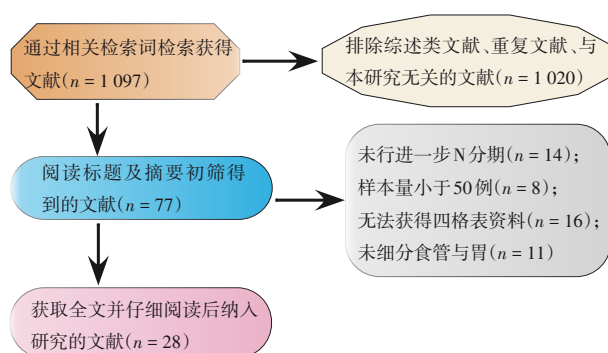 通过相关检索词检索获得
文献(n = 1 097)
排除综述类文献、重复文献、与
本研究无关的文献(n = 1 020)
阅读标题及摘要初筛得
到的文献(n = 77)
未行进一步N分期(n = 14)；
样本量小于50例(n = 8)；
无法获得四格表资料(n = 16)；
未细分食管与胃(n = 11)
获取全文并仔细阅读后纳入
研究的文献(n = 28)